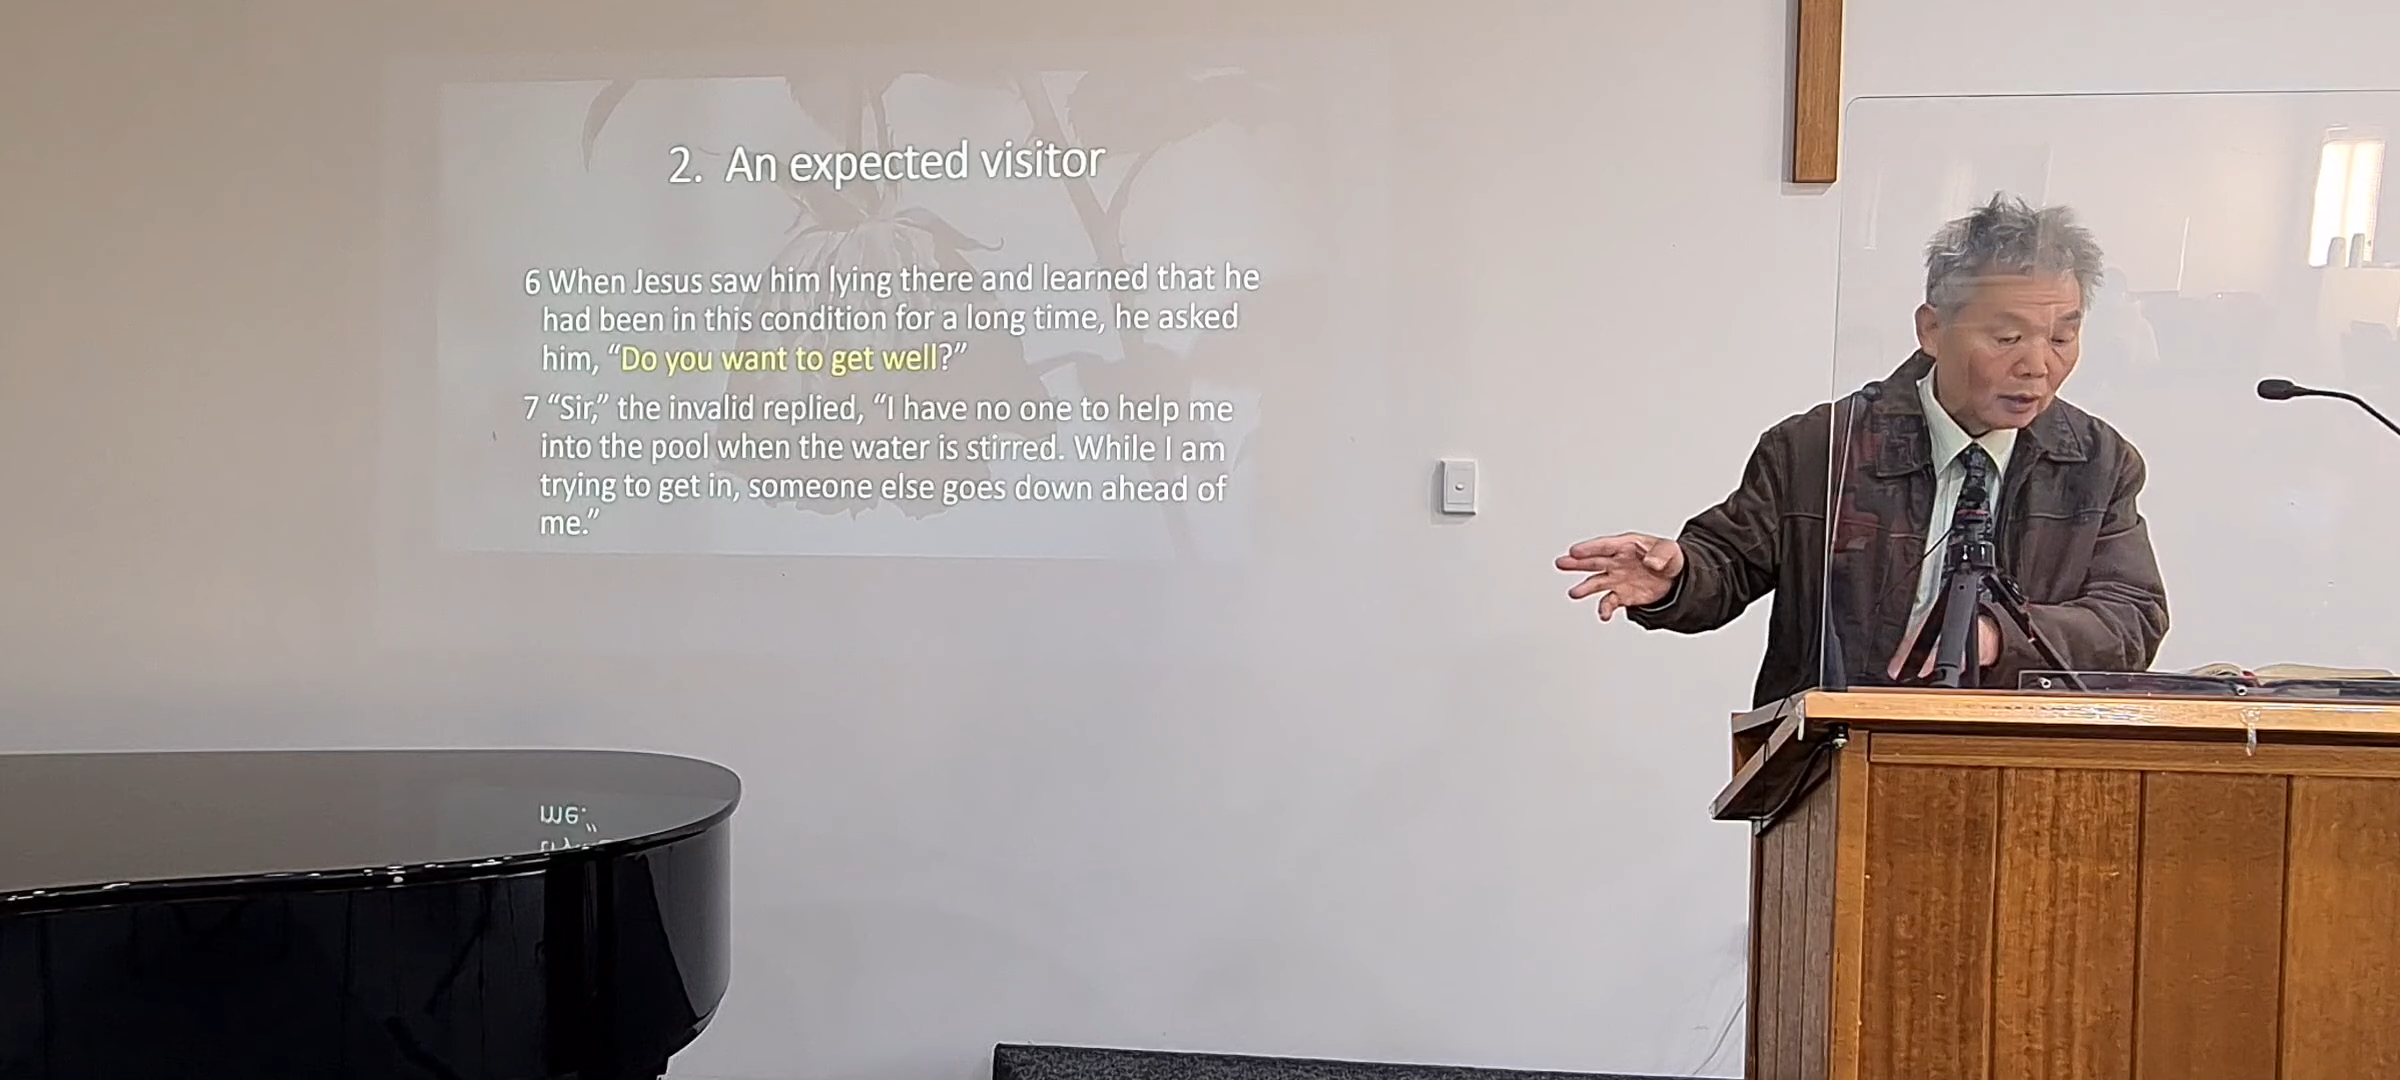 2. An expected visitor
6 When Jesus saw him lying there and learned that he
had been in this condition for a long time, he asked
him, “Do you want to get well?”
7 “Sir,” the invalid replied, “I have no one to help me
into the pool when the water is stirred. While I am
trying to get in, someone else goes down ahead of
me.”